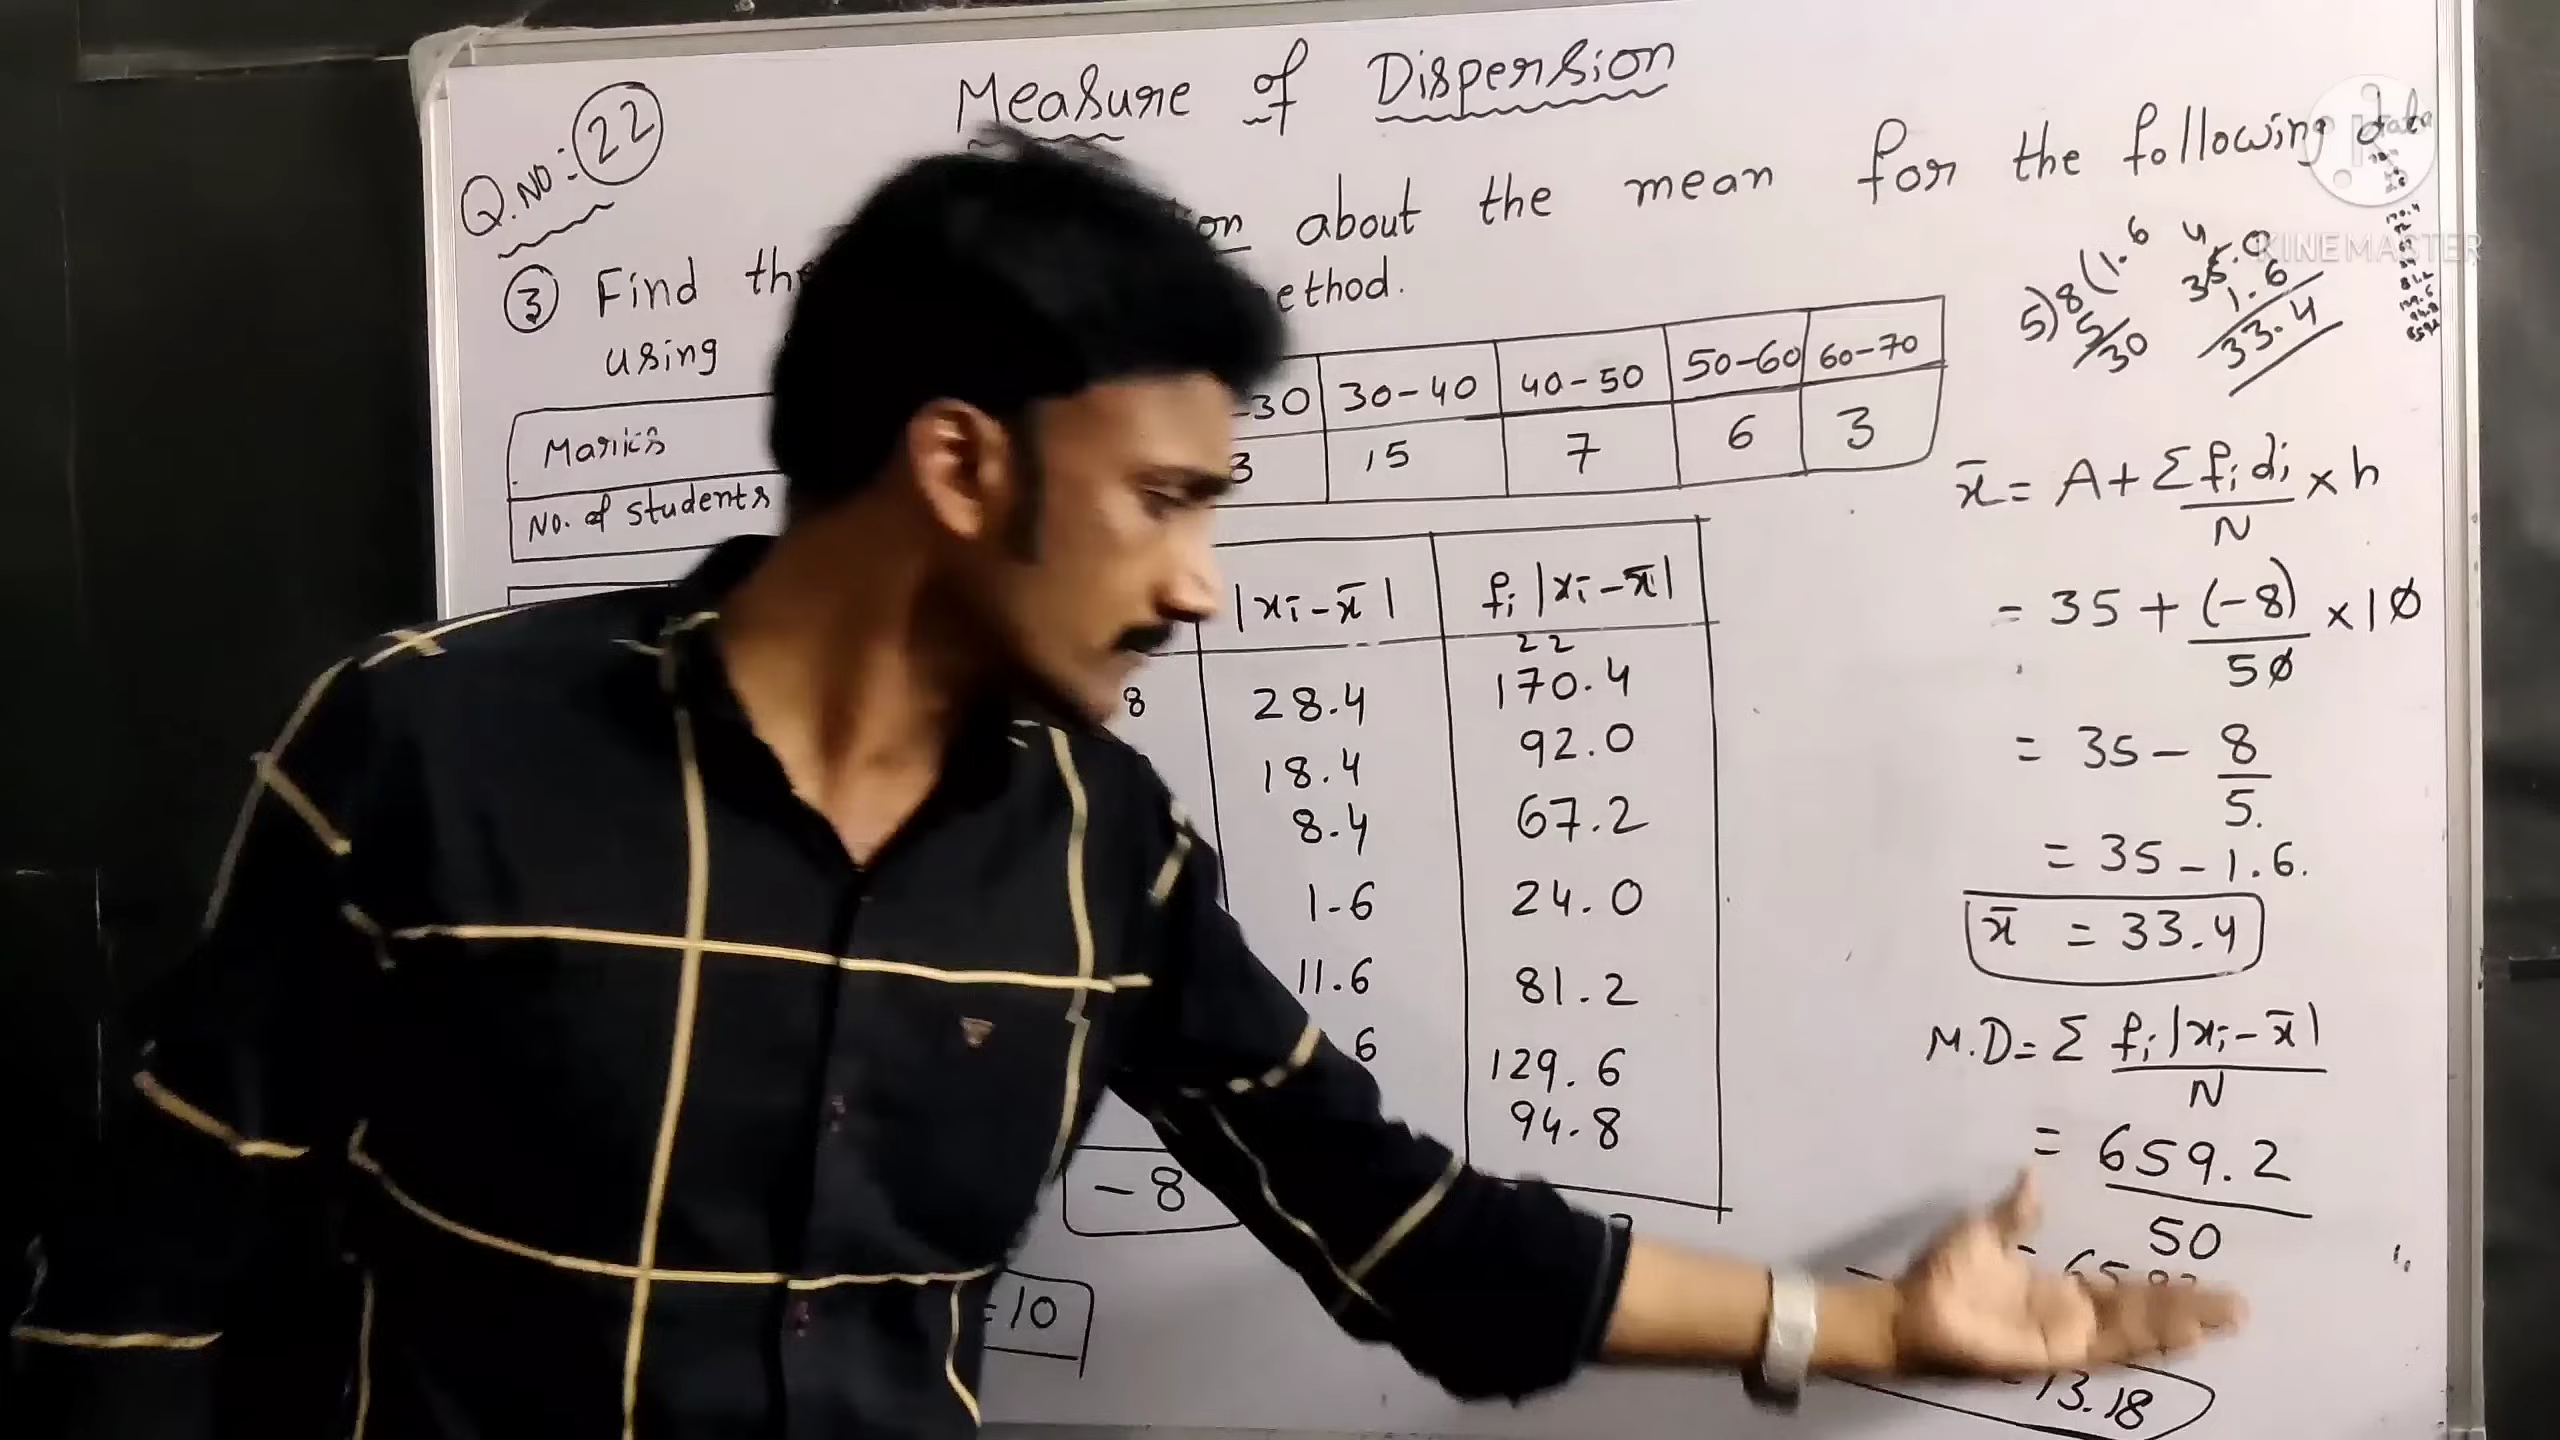 Measure of Dispersion
Q.NO:- 22
3 Find the on about the mean for the following data
using ethod.
Marks -30 30-40 40-50 50-60 60-70
No. of students 15 7 6 3
5)8(1.6
5
30
35.0
1.6
33.4
KINEMASTER
|xi-x̄| fi|xi-x̄|
22
8 28.4 170.4
18.4 92.0
8.4 67.2
1.6 24.0
11.6 81.2
6 129.6
94.8
-8
=10
x̄ = A + Σfidi/N × h
= 35 + (-8)/50 × 10
= 35 - 8/5.
= 35 - 1.6.
x̄ = 33.4
M.D = Σ fi|xi-x̄|/N
= 659.2/50
13.18